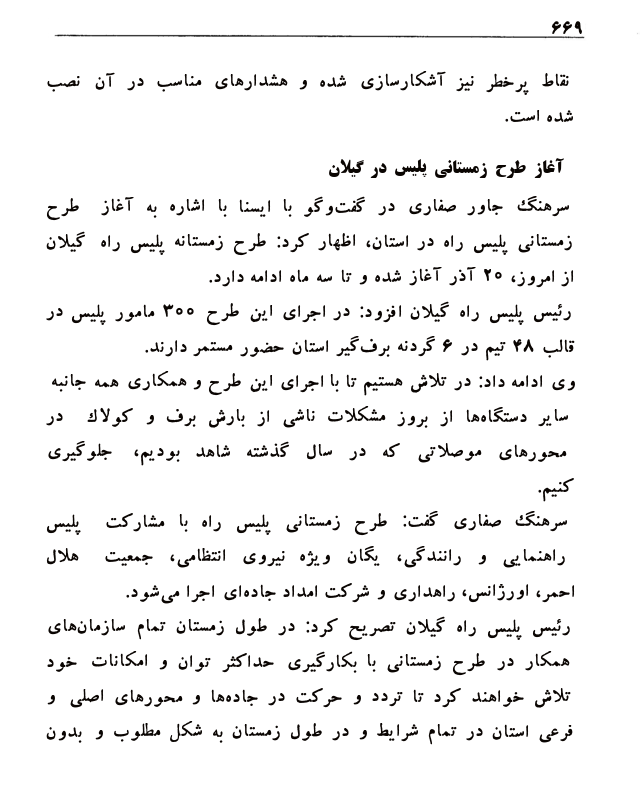 ۶۶۹
نقاط پرخطر نیز آشکارسازی شده و هشدارهای مناسب در آن نصب
شده است.
آغاز طرح زمستانی پلیس در گیلان
سرهنگ جاور صفاری در گفت‌وگو با ایسنا با اشاره به آغاز طرح
زمستانی پلیس راه در استان، اظهار کرد: طرح زمستانه پلیس راه گیلان
از امروز، ۲۰ آذر آغاز شده و تا سه ماه ادامه دارد.
رئیس پلیس راه گیلان افزود: در اجرای این طرح ۳۰۰ مامور پلیس در
قالب ۴۸ تیم در ۶ گردنه برف‌گیر استان حضور مستمر دارند.
وی ادامه داد: در تلاش هستیم تا با اجرای این طرح و همکاری همه جانبه
سایر دستگاه‌ها از بروز مشکلات ناشی از بارش برف و کولاک در
محورهای موصلاتی که در سال گذشته شاهد بودیم، جلوگیری
کنیم.
سرهنگ صفاری گفت: طرح زمستانی پلیس راه با مشارکت پلیس
راهنمایی و رانندگی، یگان ویژه نیروی انتظامی، جمعیت هلال
احمر، اورژانس، راهداری و شرکت امداد جاده‌ای اجرا می‌شود.
رئیس پلیس راه گیلان تصریح کرد: در طول زمستان تمام سازمان‌های
همکار در طرح زمستانی با بکارگیری حداکثر توان و امکانات خود
تلاش خواهند کرد تا تردد و حرکت در جاده‌ها و محورهای اصلی و
فرعی استان در تمام شرایط و در طول زمستان به شکل مطلوب و بدون